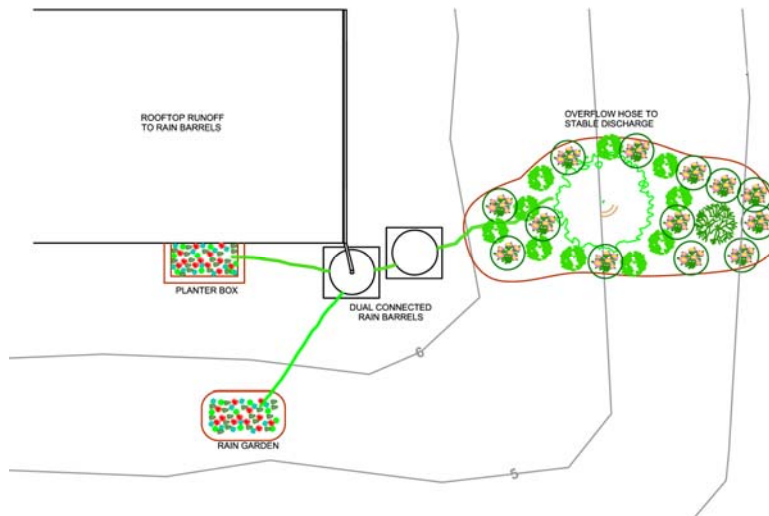 ROOFTOP RUNOFF
TO RAIN BARRELS
OVERFLOW HOSE TO
STABLE DISCHARGE
PLANTER BOX
DUAL CONNECTED
RAIN BARRELS
6
RAIN GARDEN
5